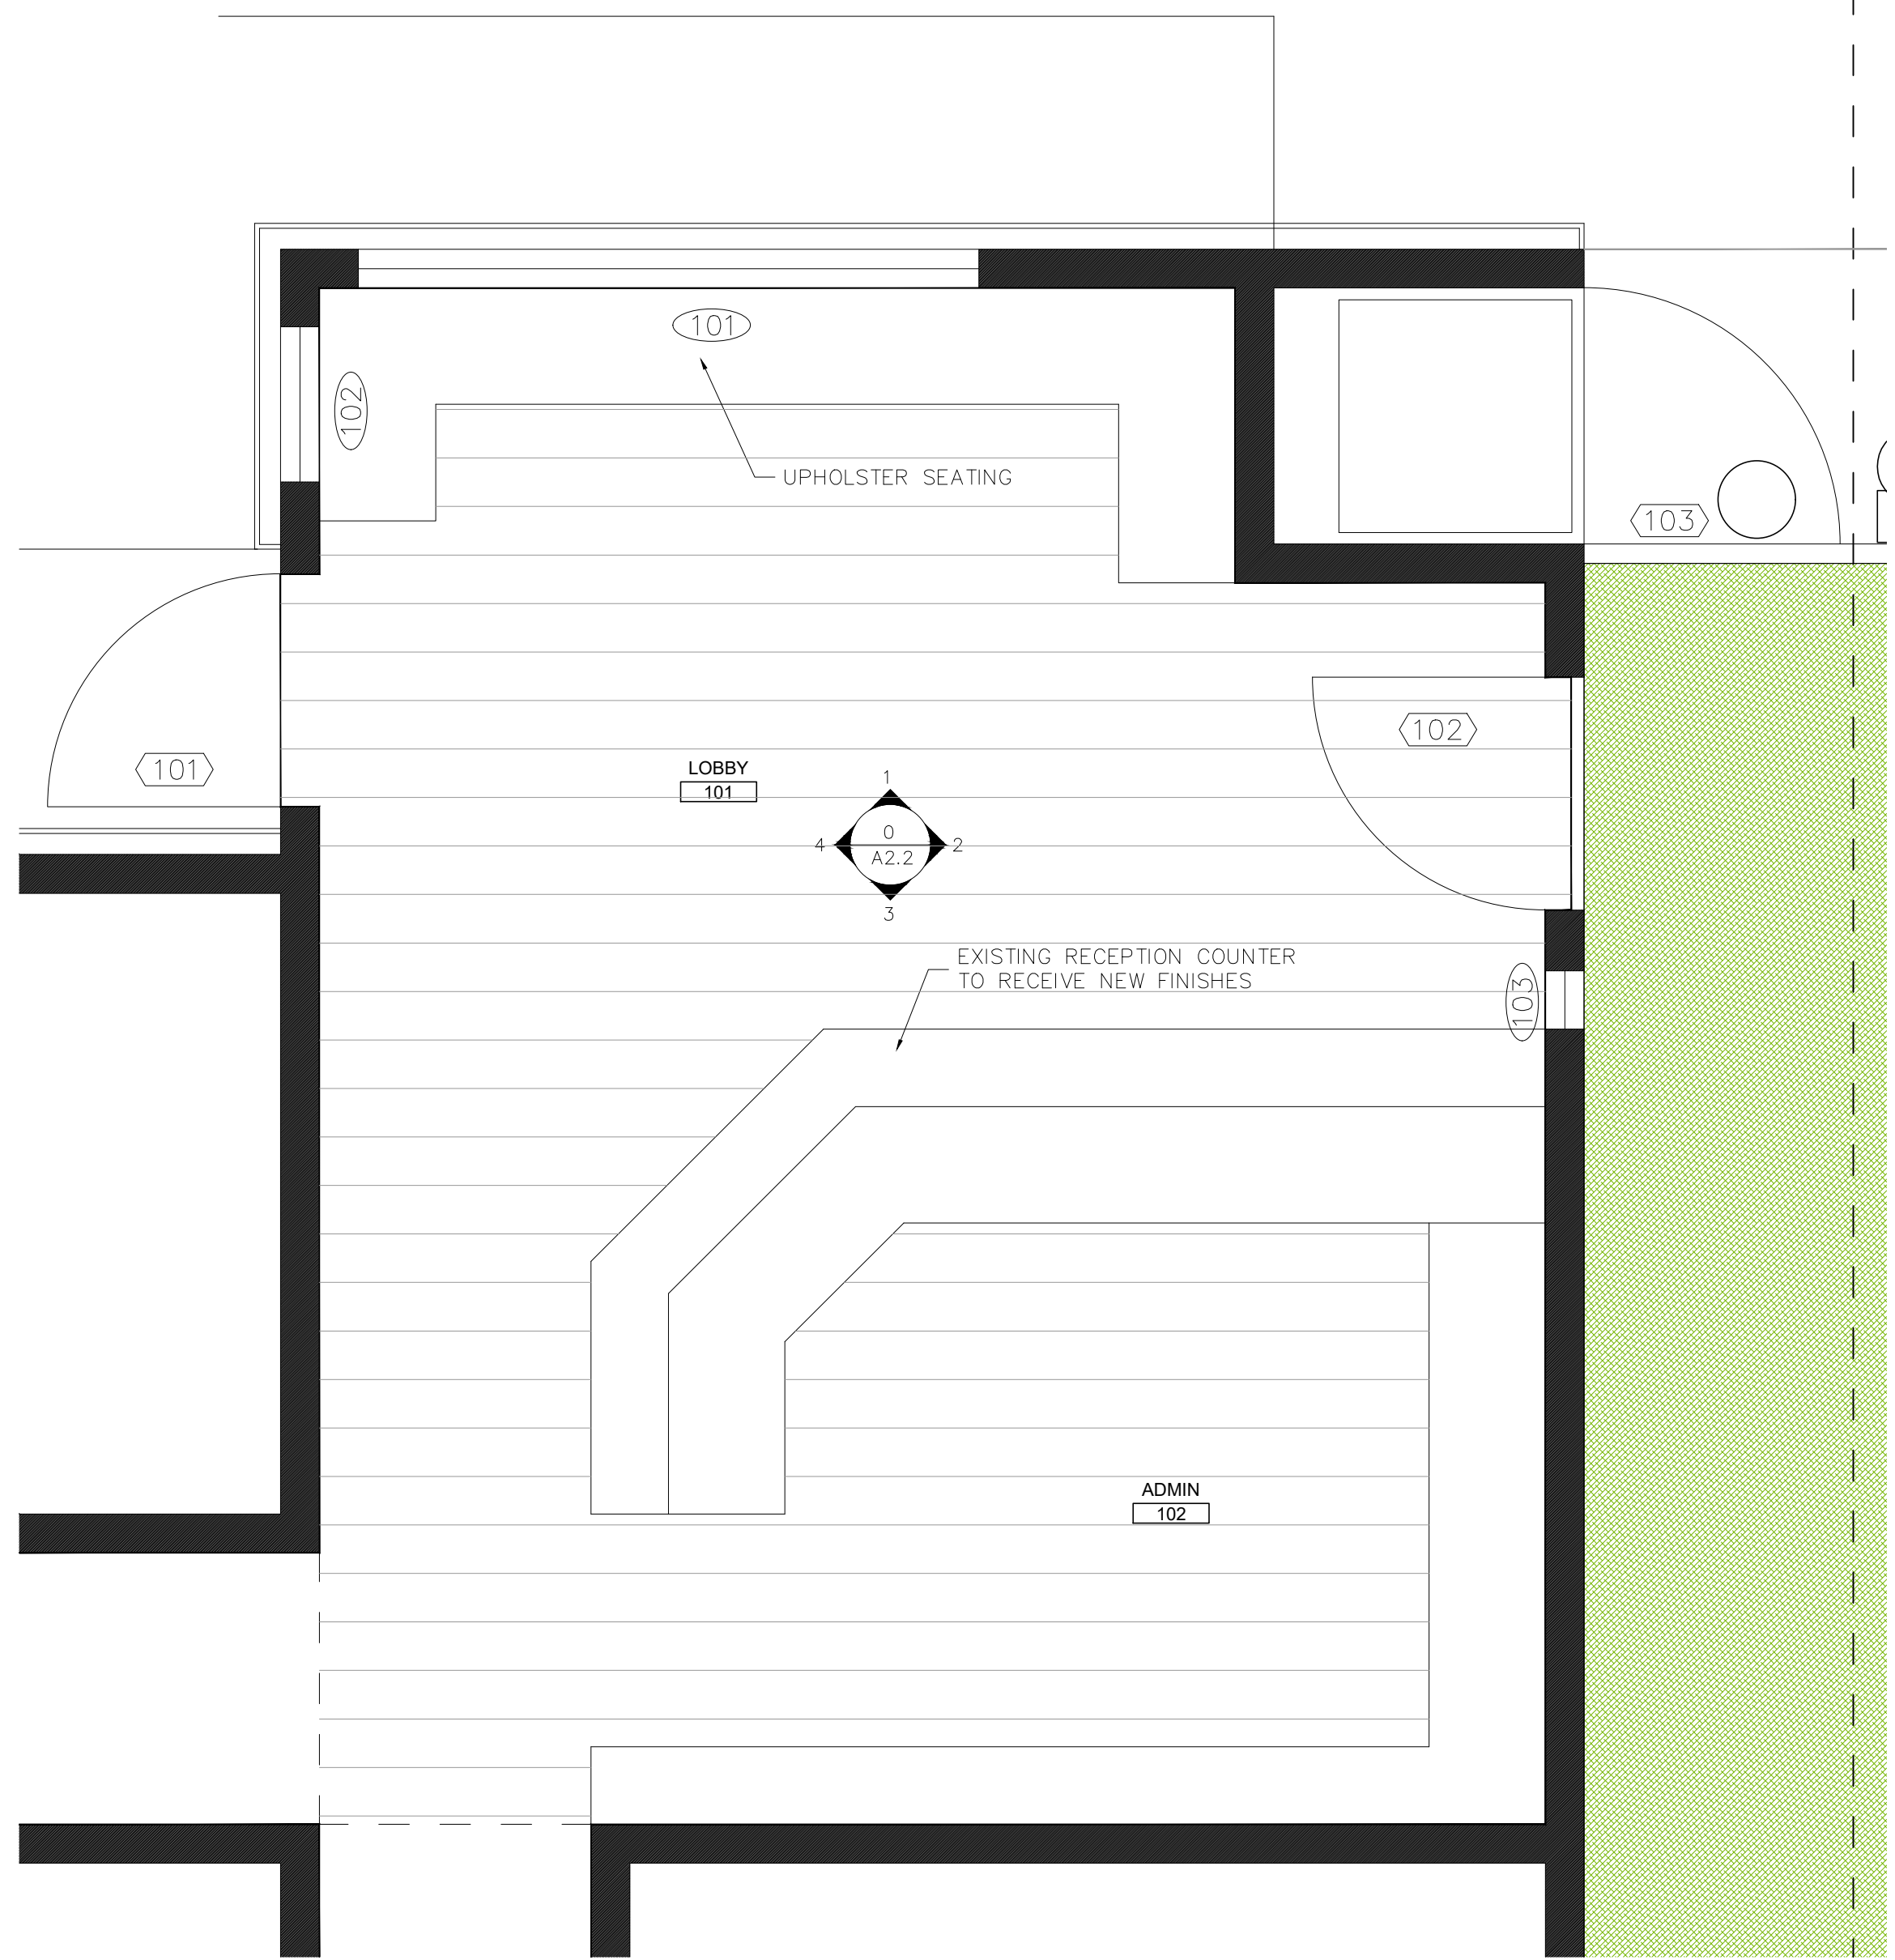 101
102
UPHOLSTER SEATING
103
102
101
LOBBY
101
1
0
4
2
A2.2
3
EXISTING RECEPTION COUNTER
TO RECEIVE NEW FINISHES
103
ADMIN
102